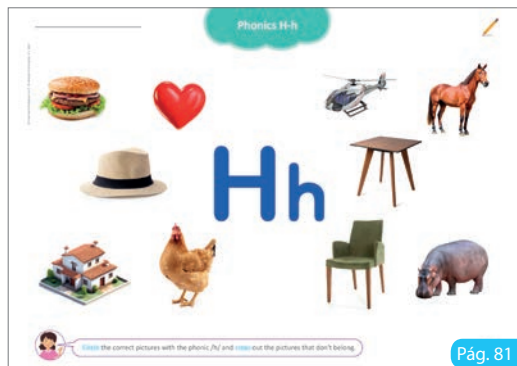 Phonics H-h
Hh
Circle the correct pictures with the phonic /h/ and cross out the pictures that don't belong.
Pág. 81